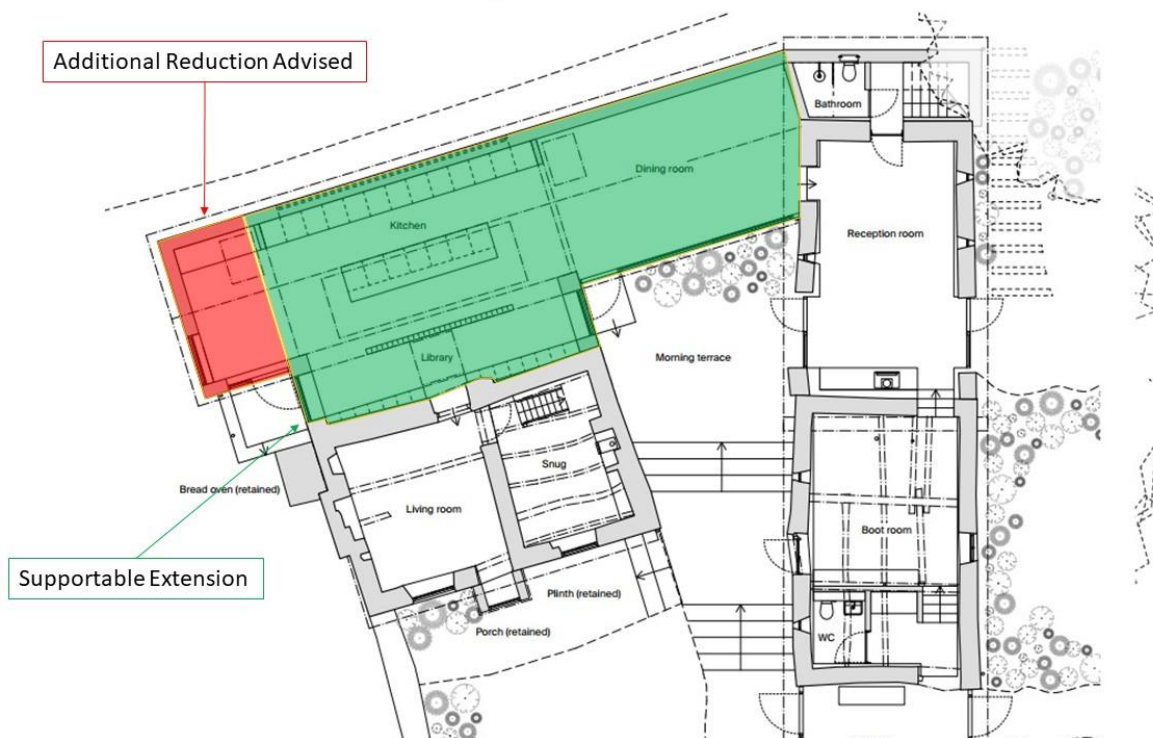 Additional Reduction Advised
Bathroom
Dining room
Kitchen
Reception room
Library
Morning terrace
Snug
Bread oven (retained)
Living room
Boot room
Supportable Extension
Plinth (retained)
Porch (retained)
WC